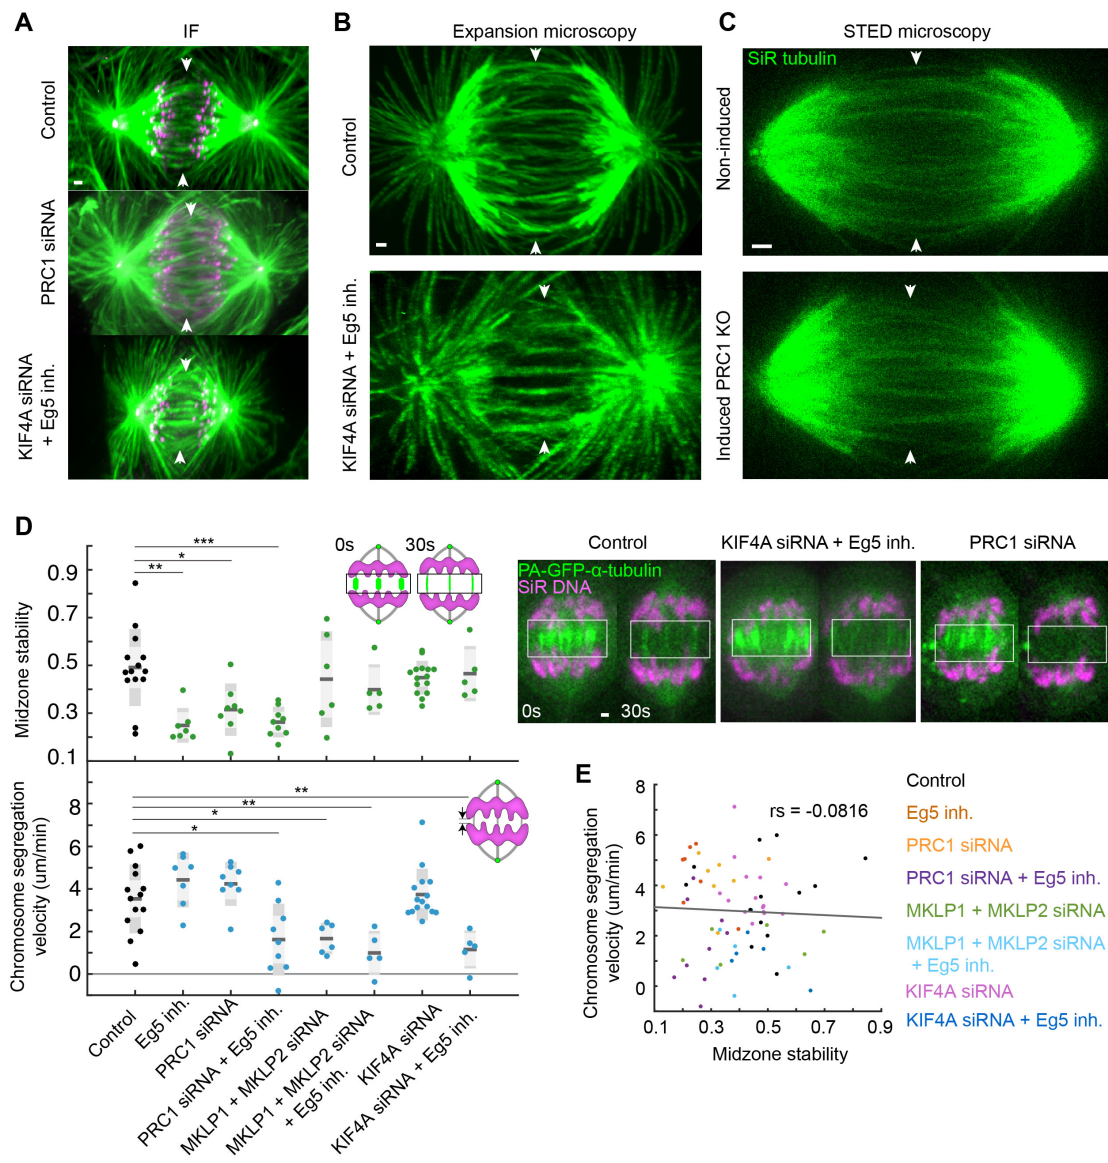 A
IF
Control
PRC1 siRNA
KIF4A siRNA
+ Eg5 inh.
B
Expansion microscopy
Control
KIF4A siRNA + Eg5 inh.
C
STED microscopy
SiR tubulin
Non-induced
Induced PRC1 KO
D
Midzone stability
0.9
0.7
0.5
0.3
0.1
***
*
**
0s
30s
Control
KIF4A siRNA + Eg5 inh.
PRC1 siRNA
PA-GFP-α-tubulin
SiR DNA
0s
30s
Chromosome segregation
velocity (um/min)
8
6
4
2
0
**
**
*
*
Control
Eg5 inh.
PRC1 siRNA
PRC1 siRNA + Eg5 inh.
MKLP1 + MKLP2 siRNA
MKLP1 + MKLP2 siRNA
+ Eg5 inh.
KIF4A siRNA
KIF4A siRNA + Eg5 inh.
E
Chromosome segregation
velocity (um/min)
8
6
4
2
0
rs = -0.0816
0.1 0.3 0.5 0.7 0.9
Midzone stability
Control
Eg5 inh.
PRC1 siRNA
PRC1 siRNA + Eg5 inh.
MKLP1 + MKLP2 siRNA
MKLP1 + MKLP2 siRNA
+ Eg5 inh.
KIF4A siRNA
KIF4A siRNA + Eg5 inh.